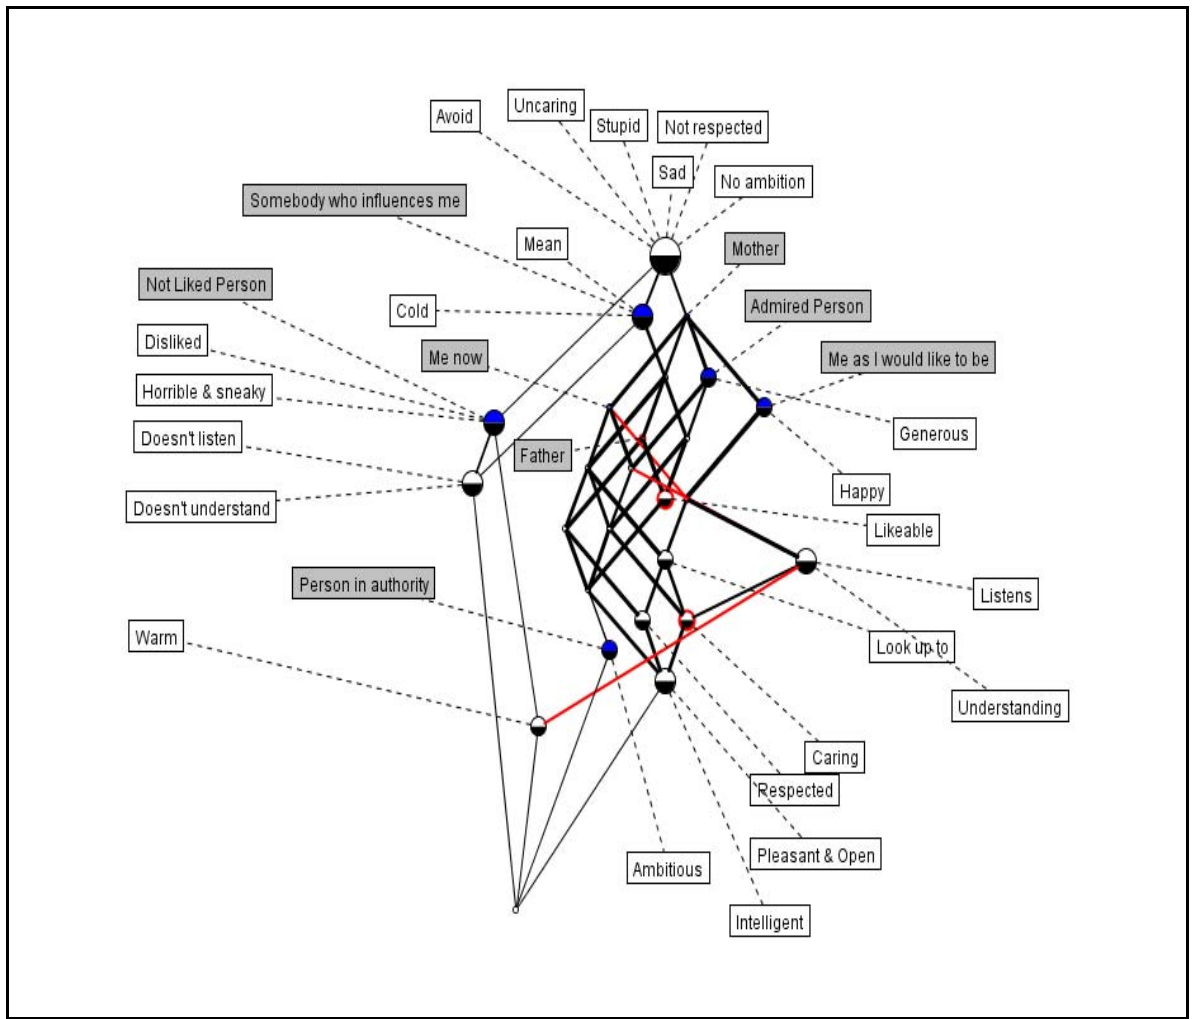 Avoid
Uncaring
Stupid
Not respected
Sad
No ambition
Somebody who influences me
Mean
Mother
Not Liked Person
Cold
Admired Person
Disliked
Me now
Me as I would like to be
Horrible & sneaky
Doesn't listen
Father
Generous
Doesn't understand
Happy
Likeable
Person in authority
Listens
Warm
Look up to
Understanding
Caring
Respected
Pleasant & Open
Ambitious
Intelligent